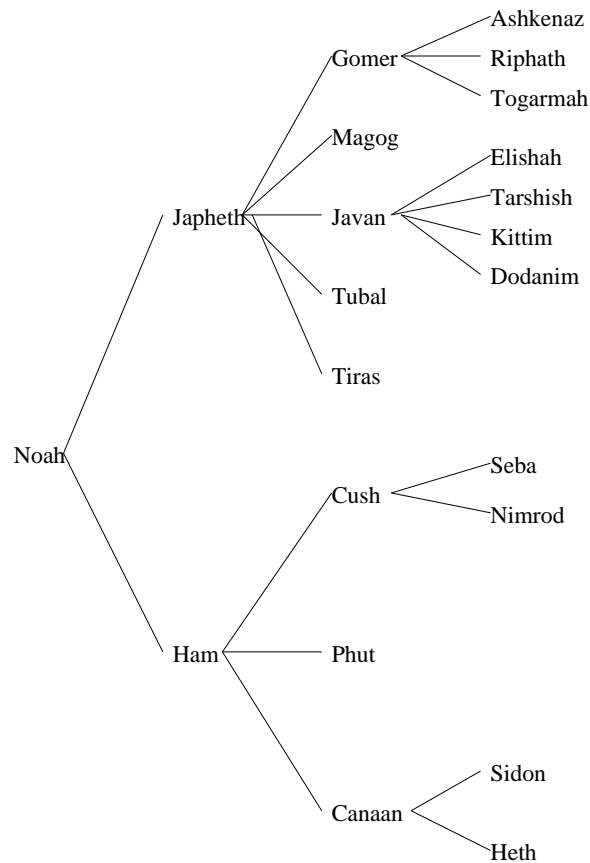 Ashkenaz
Gomer Riphath
Togarmah
Magog
Elishah
Tarshish
Japheth Javan
Kittim
Dodanim
Tubal
Tiras
Noah
Seba
Cush
Nimrod
Ham Phut
Sidon
Canaan
Heth